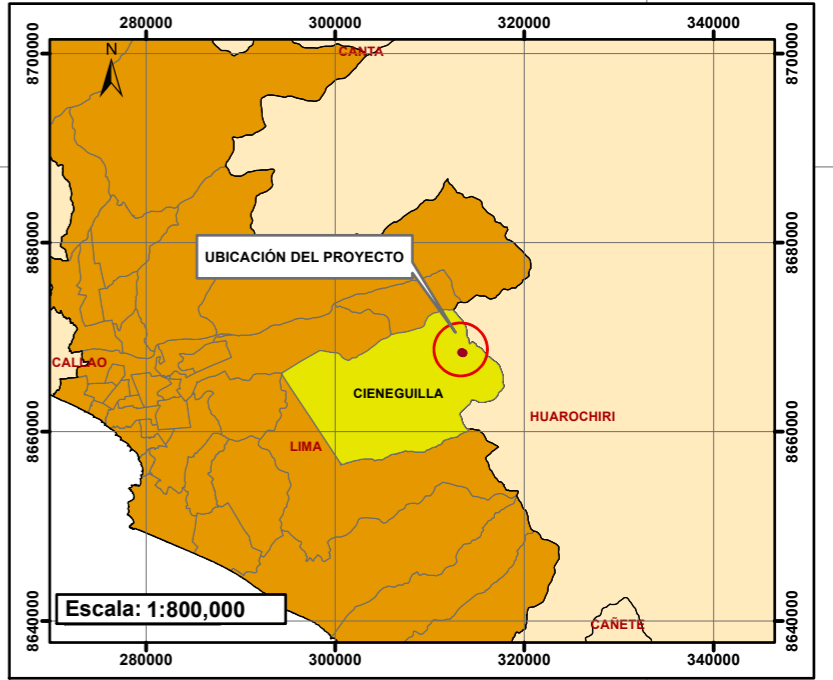 280000 300000 320000 340000
8700000 8700000
N
CANTA
8680000 8680000
UBICACIÓN DEL PROYECTO
CALLAO
CIENEGUILLA
HUAROCHIRI
LIMA
8660000 8660000
Escala: 1:800,000
8640000 8640000
CAÑETE
280000 300000 320000 340000